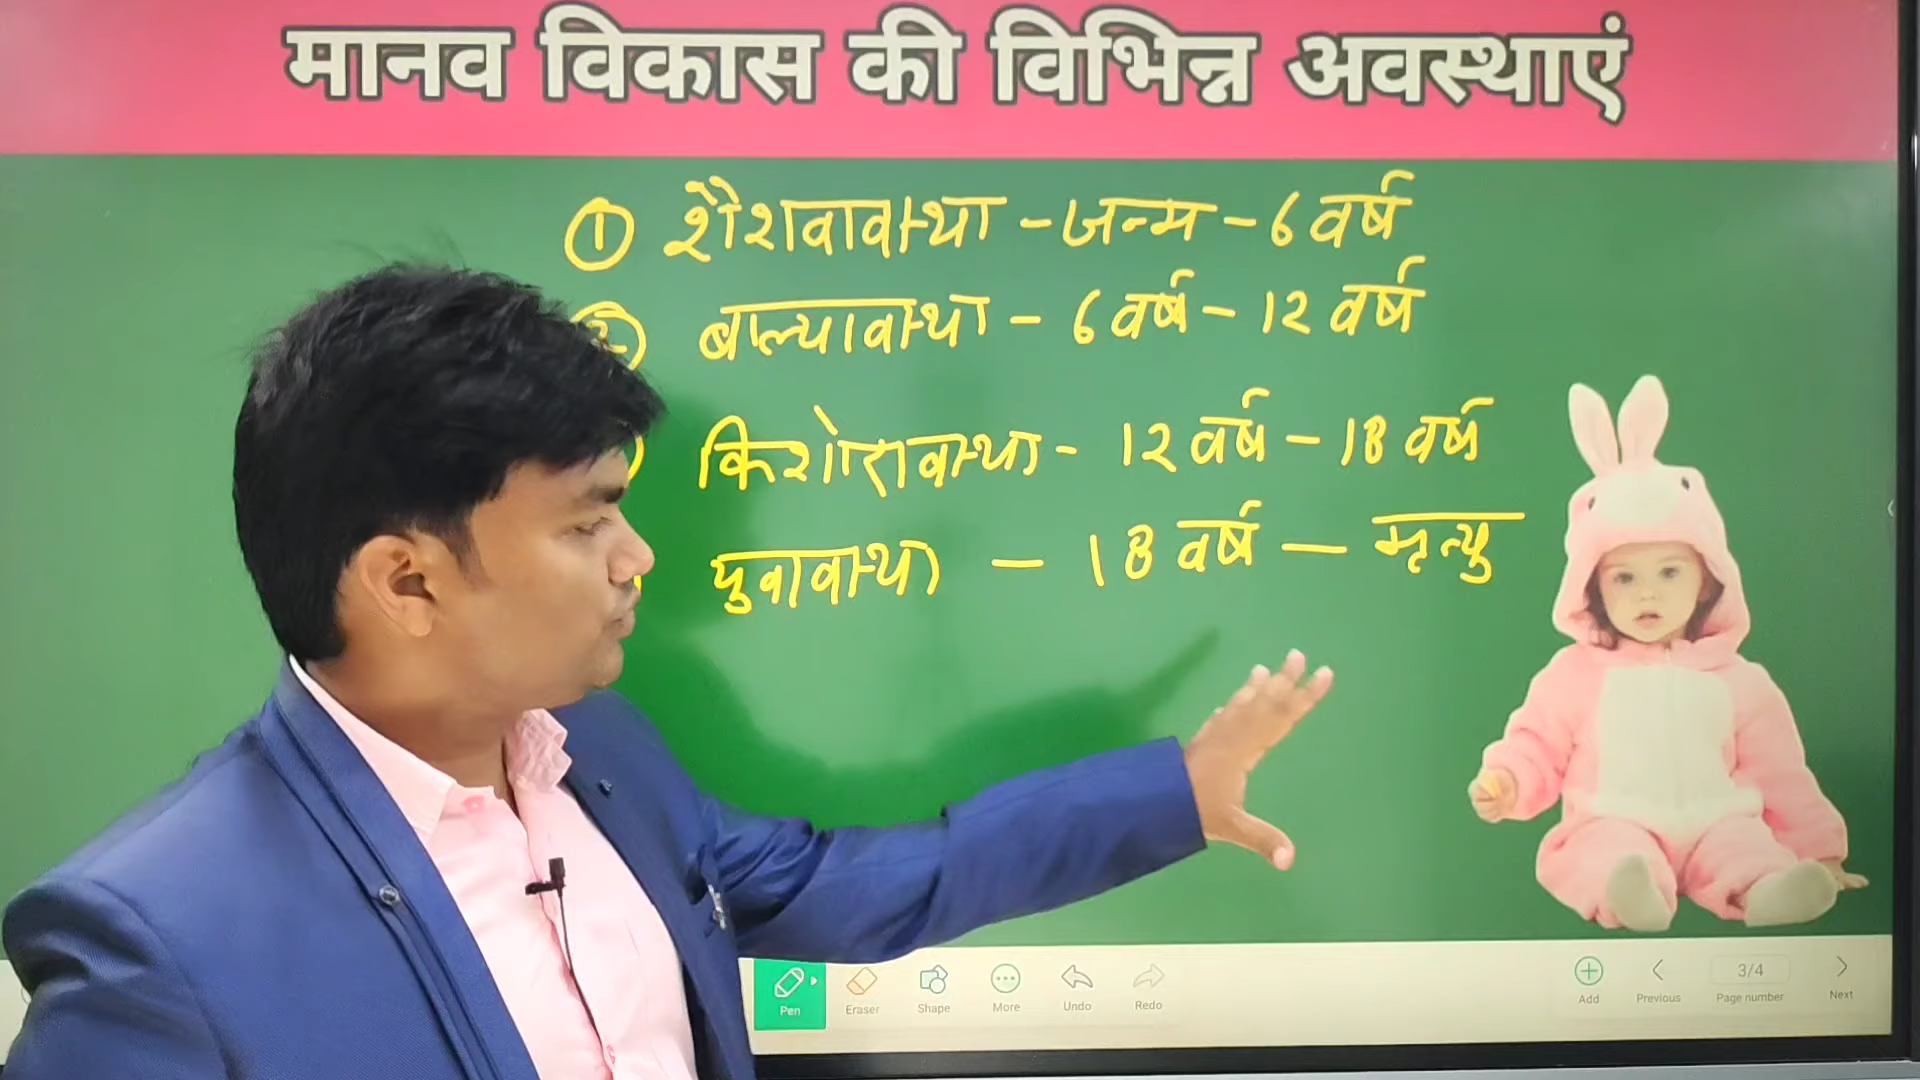 मानव विकास की विभिन्न अवस्थाएं
① शैशवावस्था - जन्म - 6 वर्ष
② बाल्यावस्था - 6 वर्ष - 12 वर्ष
किशोरावस्था - 12 वर्ष - 18 वर्ष
युवावस्था - 18 वर्ष - मृत्यु
Pen Eraser Shape More Undo Redo Add Previous 3/4 Page number Next